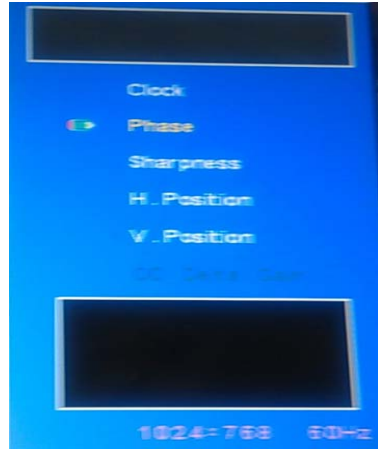 Clock
Phase
Sharpness
H.Position
V.Position
1024=768 60Hz